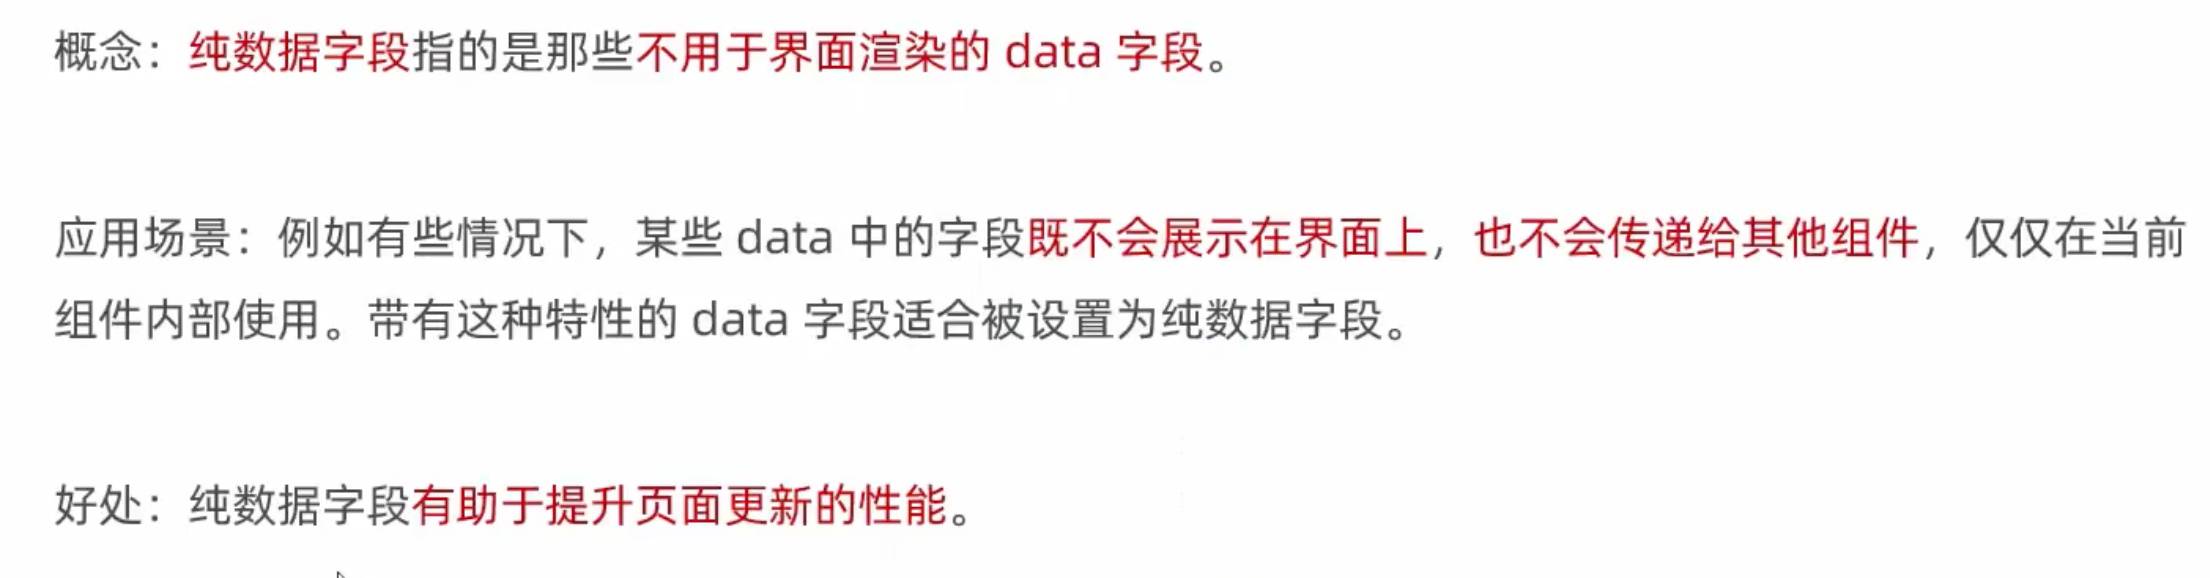 概念：纯数据字段指的是那些不用于界面渲染的 data 字段。
应用场景：例如有些情况下，某些 data 中的字段既不会展示在界面上，也不会传递给其他组件，仅仅在当前
组件内部使用。带有这种特性的 data 字段适合被设置为纯数据字段。
好处：纯数据字段有助于提升页面更新的性能。